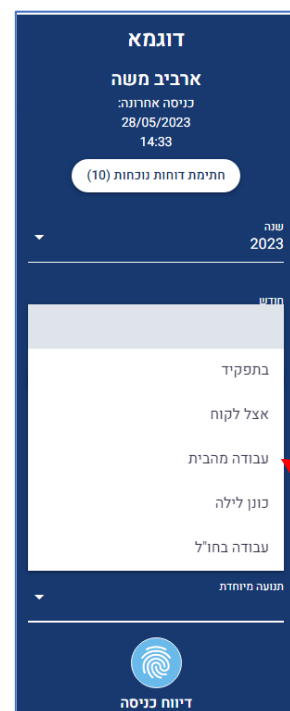 דוגמא
ארביב משה
כניסה אחרונה:
28/05/2023
14:33
חתימת דוחות נוכחות (10)
שנה
2023
חודש
בתפקיד
אצל לקוח
עבודה מהבית
כונן לילה
עבודה בחו"ל
תנועה מיוחדת
דיווח כניסה